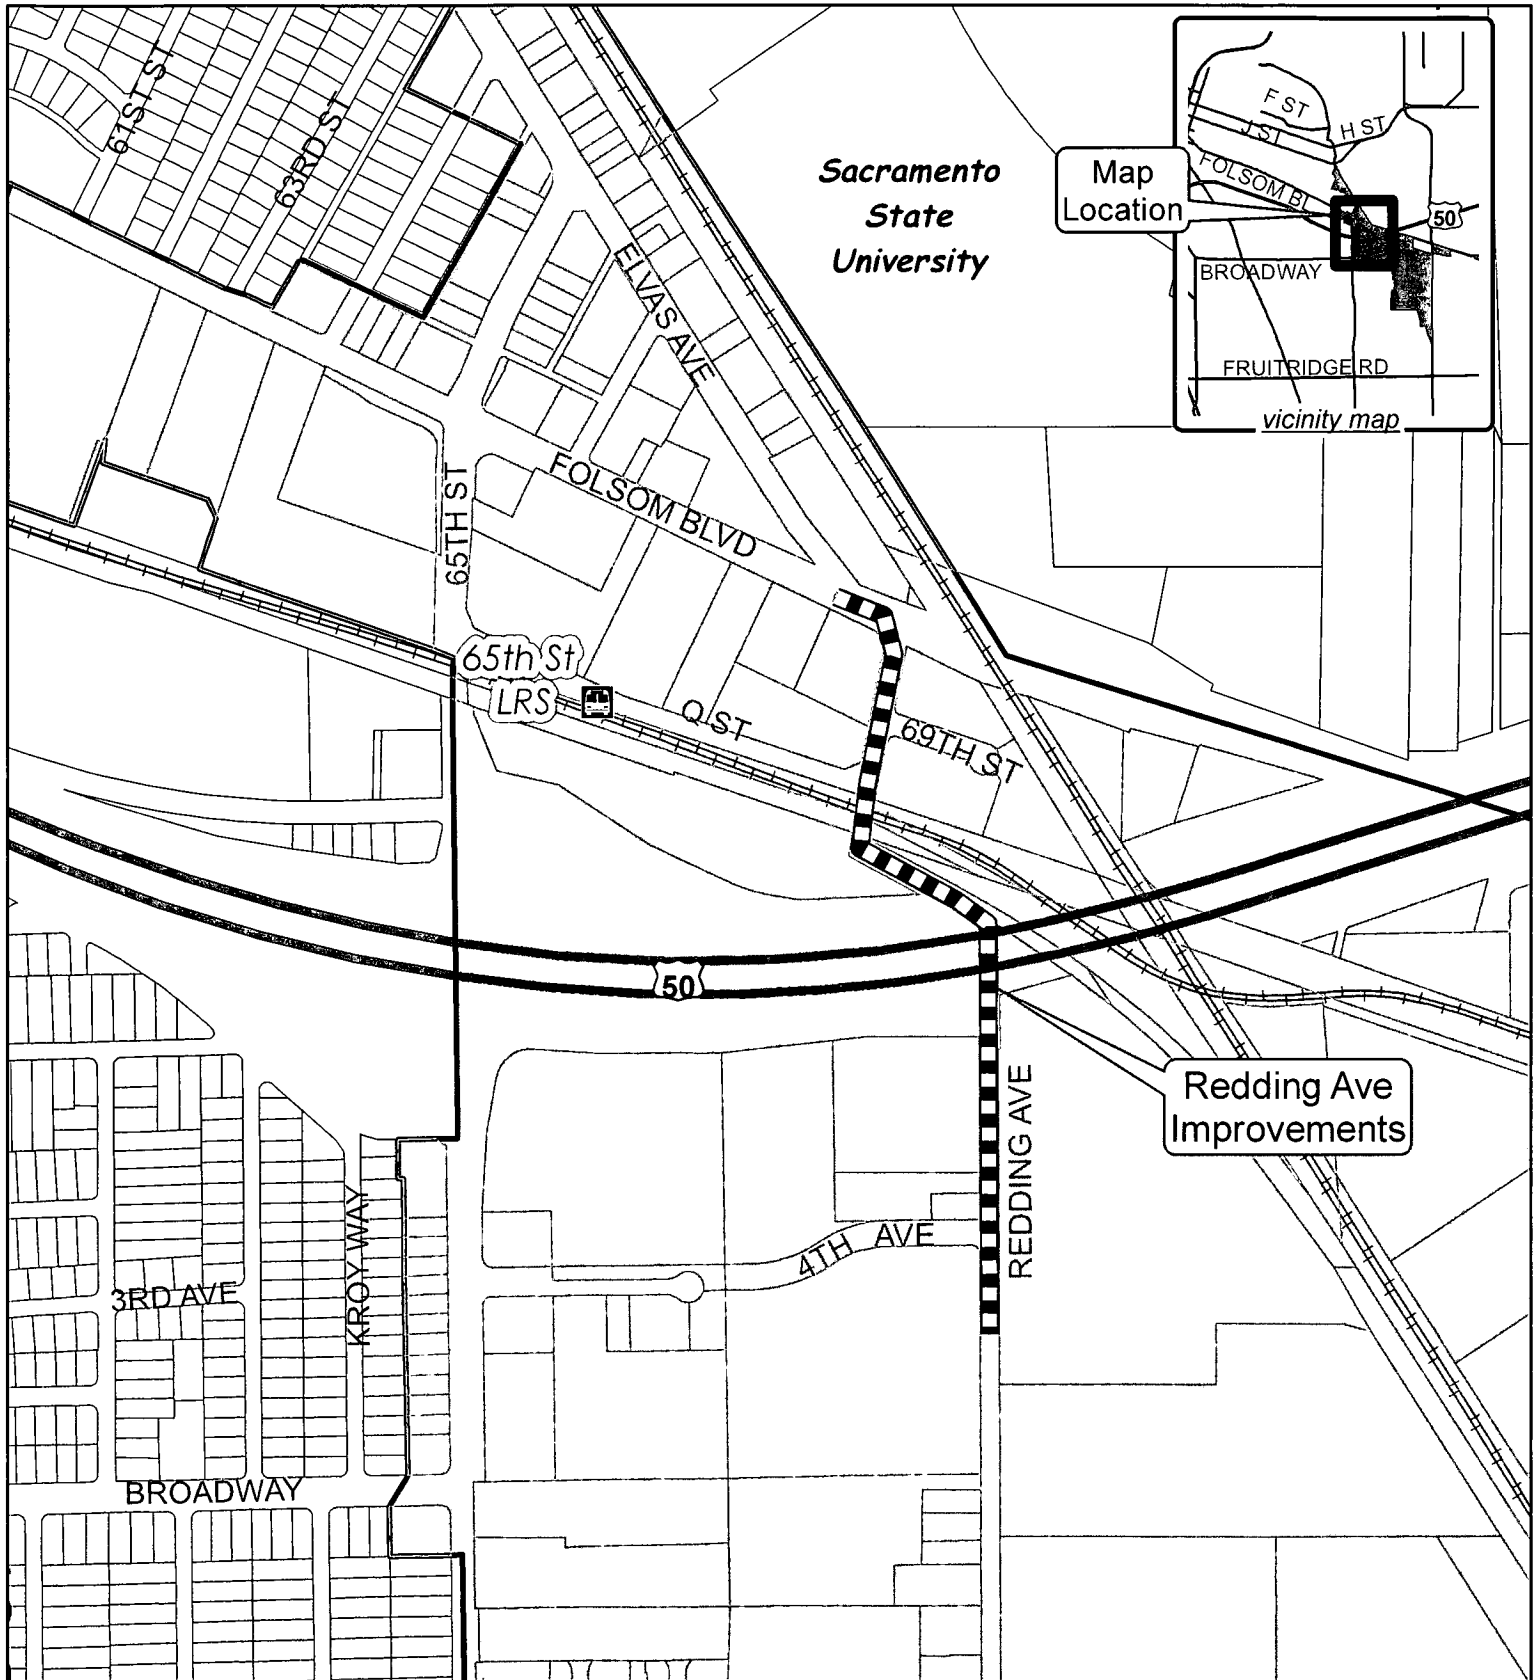 61ST ST
63RD ST
Sacramento
State
University
Map
Location
F ST
J ST
H ST
FOLSOM BL
50
BROADWAY
FRUITRIDGE RD
vicinity map
ELVAS AVE
FOLSOM BLVD
65TH ST
65th St
LRS
Q ST
69TH ST
50
Redding Ave
Improvements
REDDING AVE
4TH AVE
3RD AVE
KROY WAY
BROADWAY